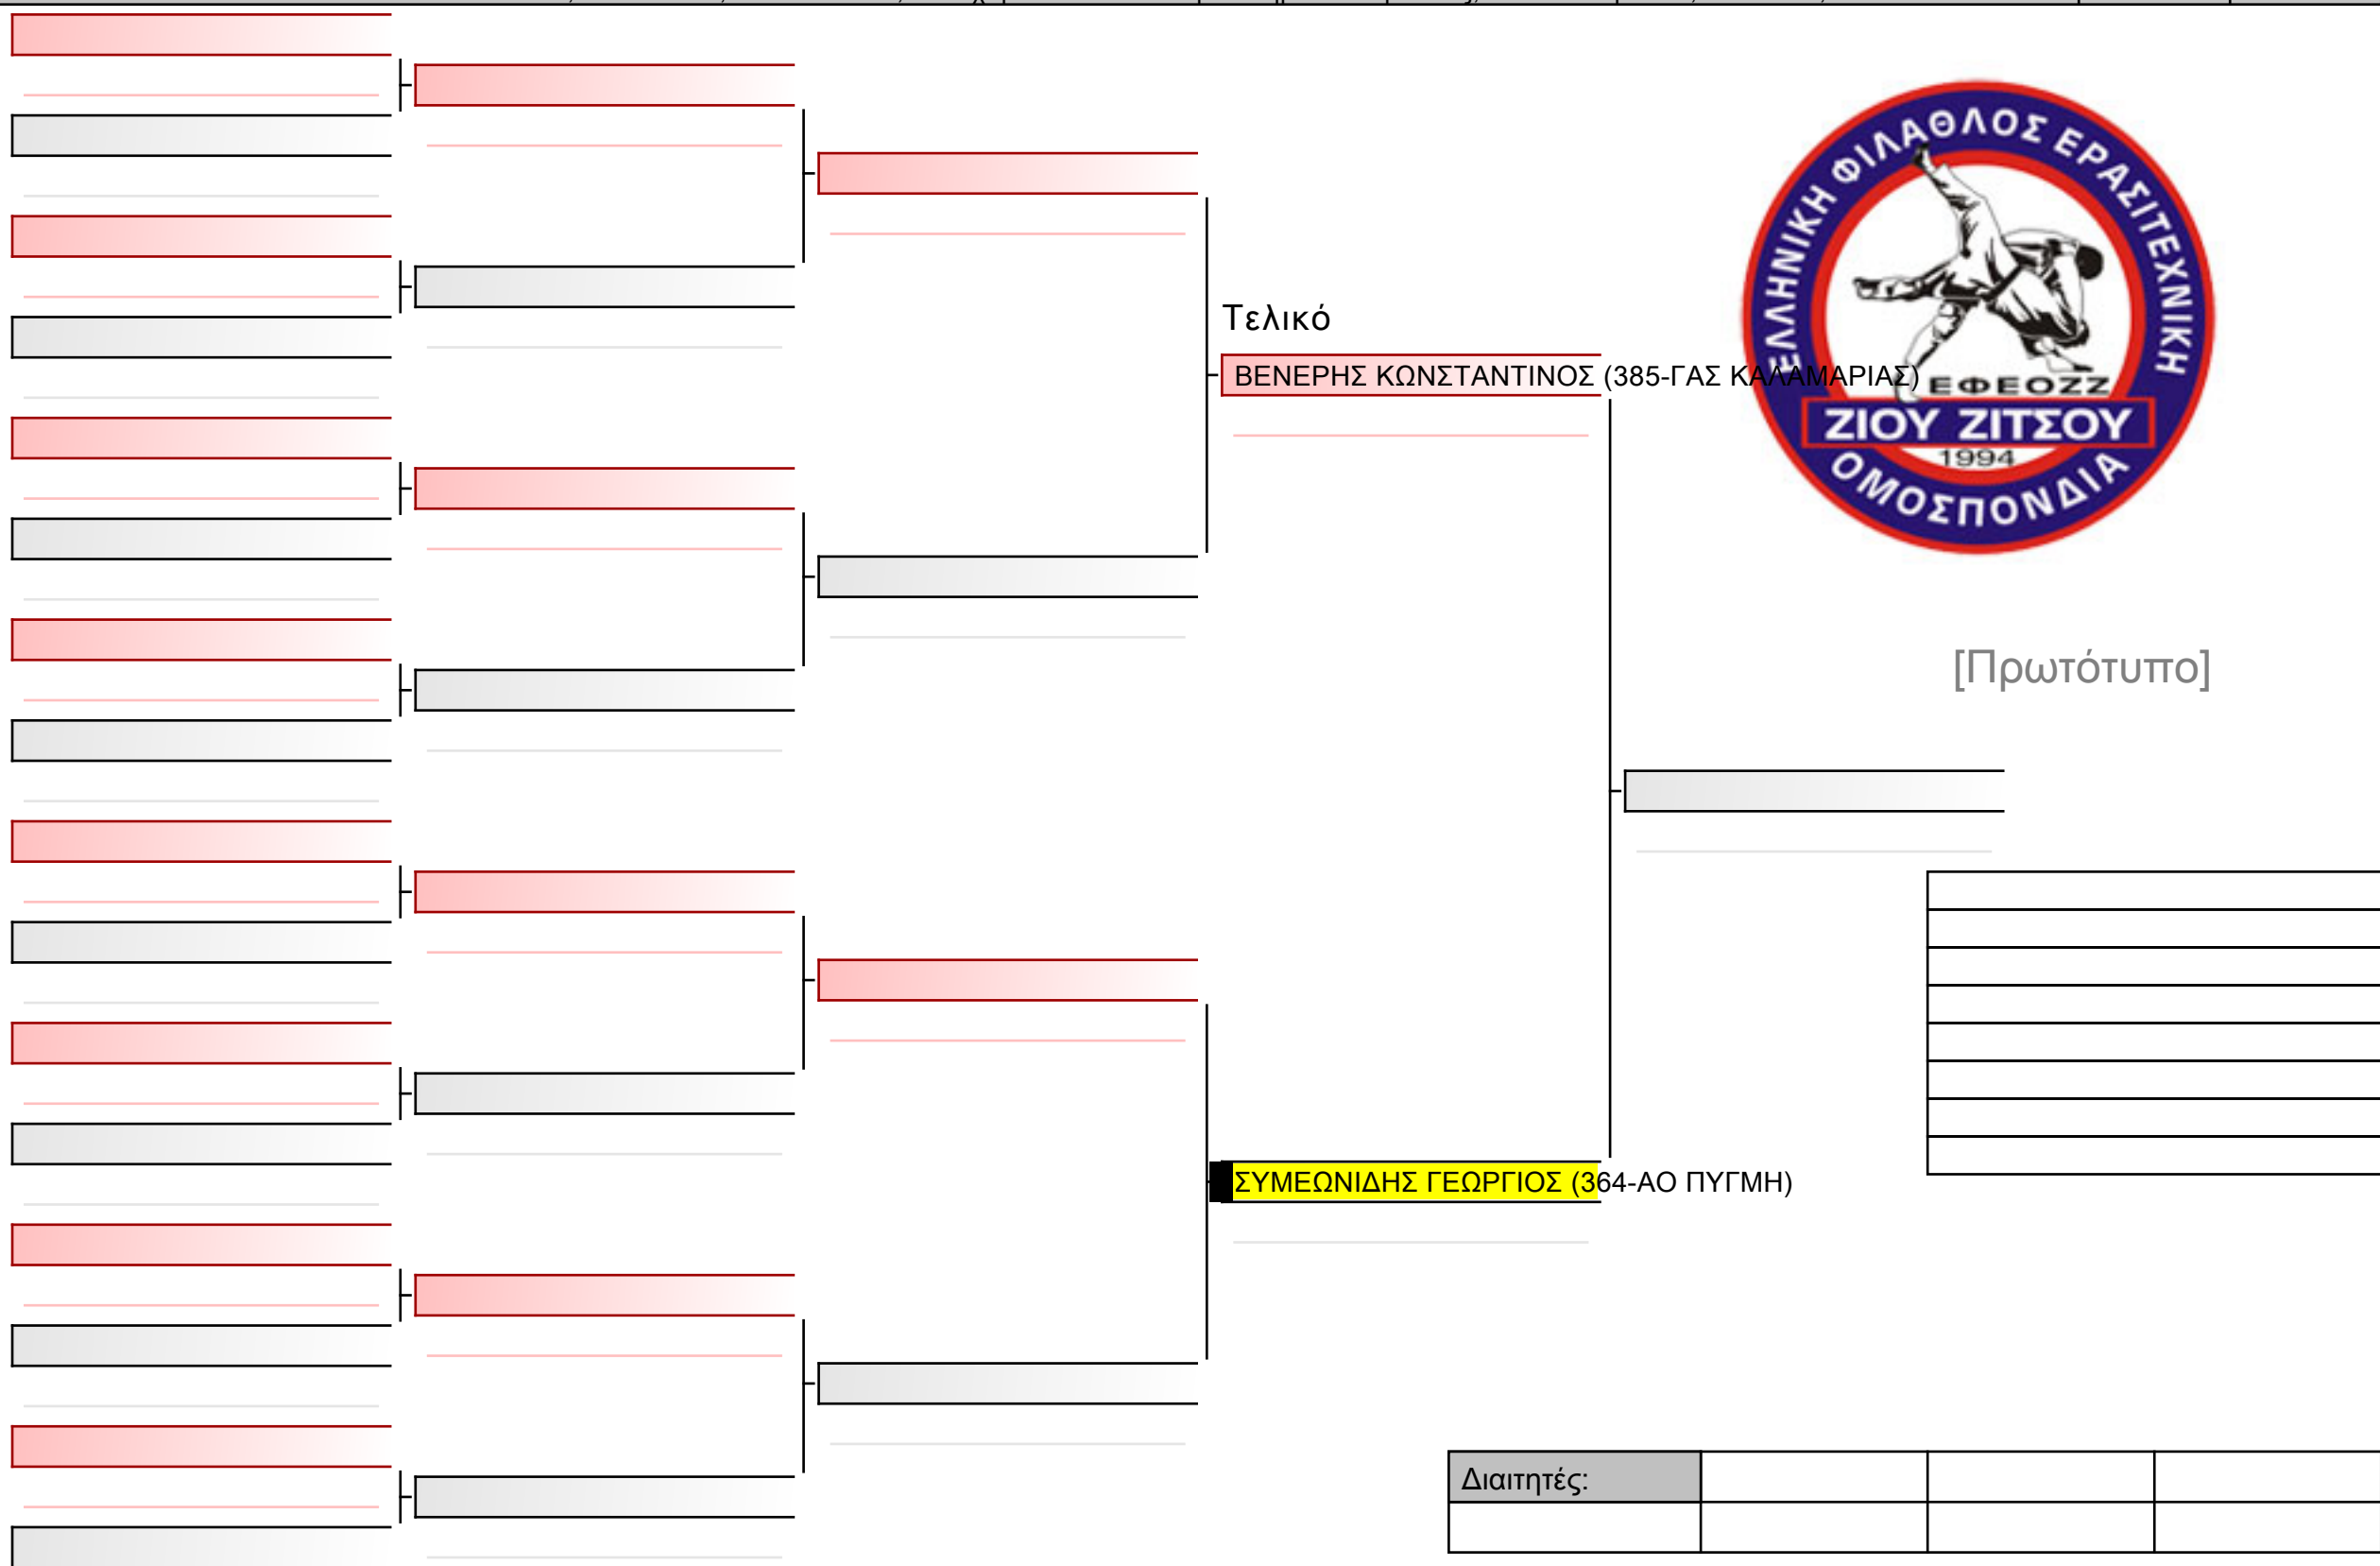 ΕΛΛΗΝΙΚΗ ΦΙΛΑΘΛΟΣ ΕΡΑΣΙΤΕΧΝΙΚΗ
Τελικό
ΒΕΝΕΡΗΣ ΚΩΝΣΤΑΝΤΙΝΟΣ (385-ΓΑΣ ΚΑΛΑΜΑΡΙΑΣ)
ΕΦΕΟΖΖ
ΖΙΟΥ ΖΙΤΣΟΥ
1994
ΟΜΟΣΠΟΝΔΙΑ
[Πρωτότυπο]
ΣΥΜΕΩΝΙΔΗΣ ΓΕΩΡΓΙΟΣ (364-ΑΟ ΠΥΓΜΗ)
Διαιτητές: